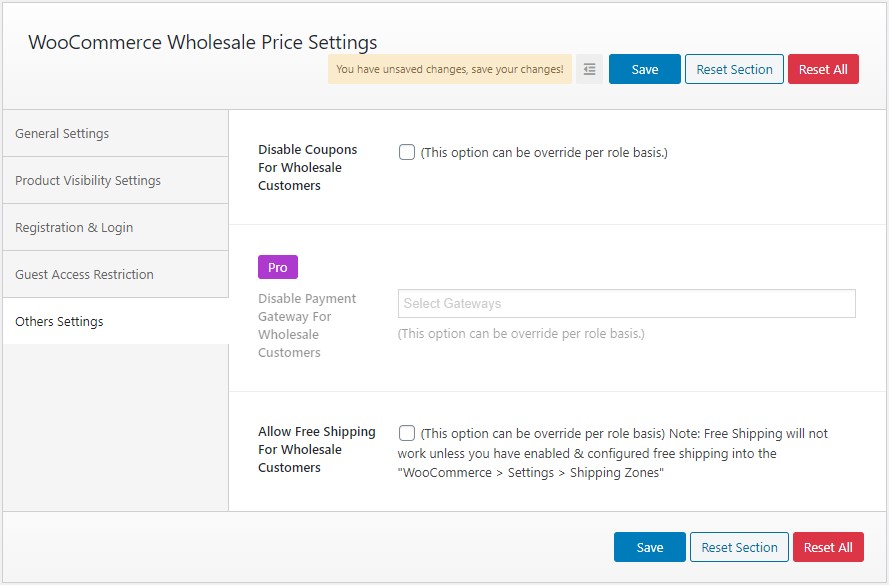 WooCommerce Wholesale Price Settings
You have unsaved changes, save your changes!
Save
Reset Section
Reset All
General Settings
Product Visibility Settings
Registration & Login
Guest Access Restriction
Others Settings
Disable Coupons
For Wholesale
Customers
(This option can be override per role basis.)
Pro
Disable Payment
Gateway For
Wholesale
Customers
Select Gateways
(This option can be override per role basis.)
Allow Free Shipping
For Wholesale
Customers
(This option can be override per role basis) Note: Free Shipping will not
work unless you have enabled & configured free shipping into the
"WooCommerce > Settings > Shipping Zones"
Save
Reset Section
Reset All